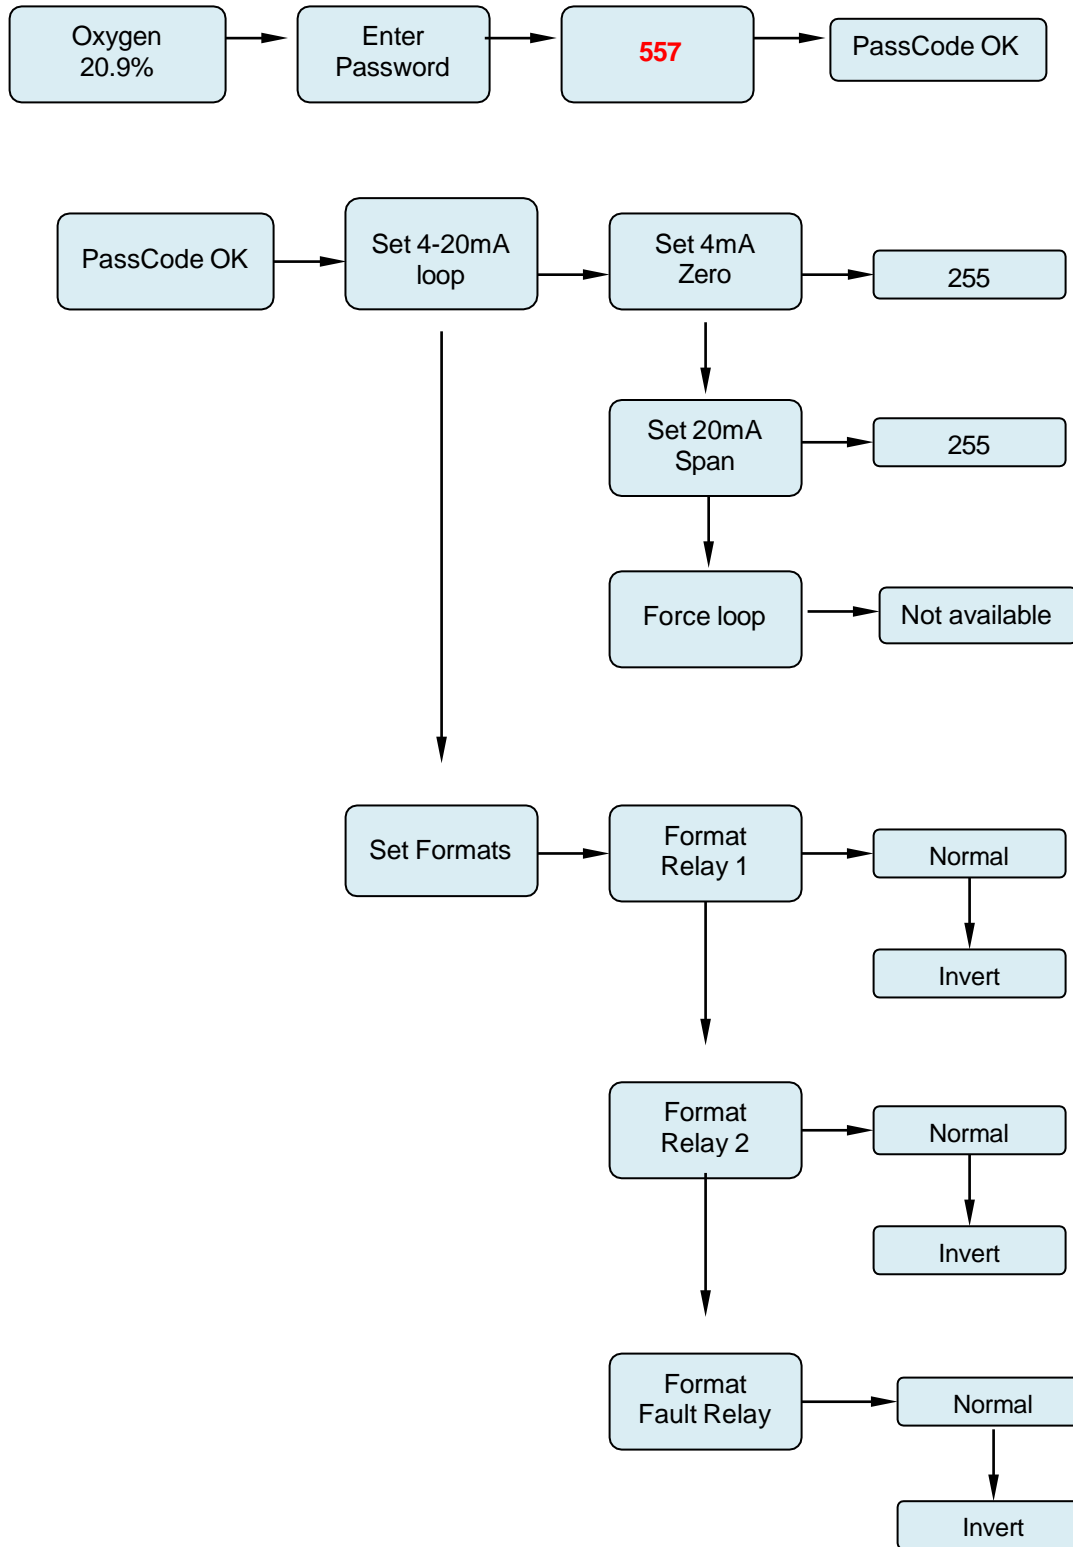 Oxygen
20.9%
Enter
Password
557
PassCode OK
PassCode OK
Set 4-20mA
loop
Set 4mA
Zero
255
Set 20mA
Span
255
Force loop
Not available
Set Formats
Format
Relay 1
Normal
Invert
Format
Relay 2
Normal
Invert
Format
Fault Relay
Normal
Invert